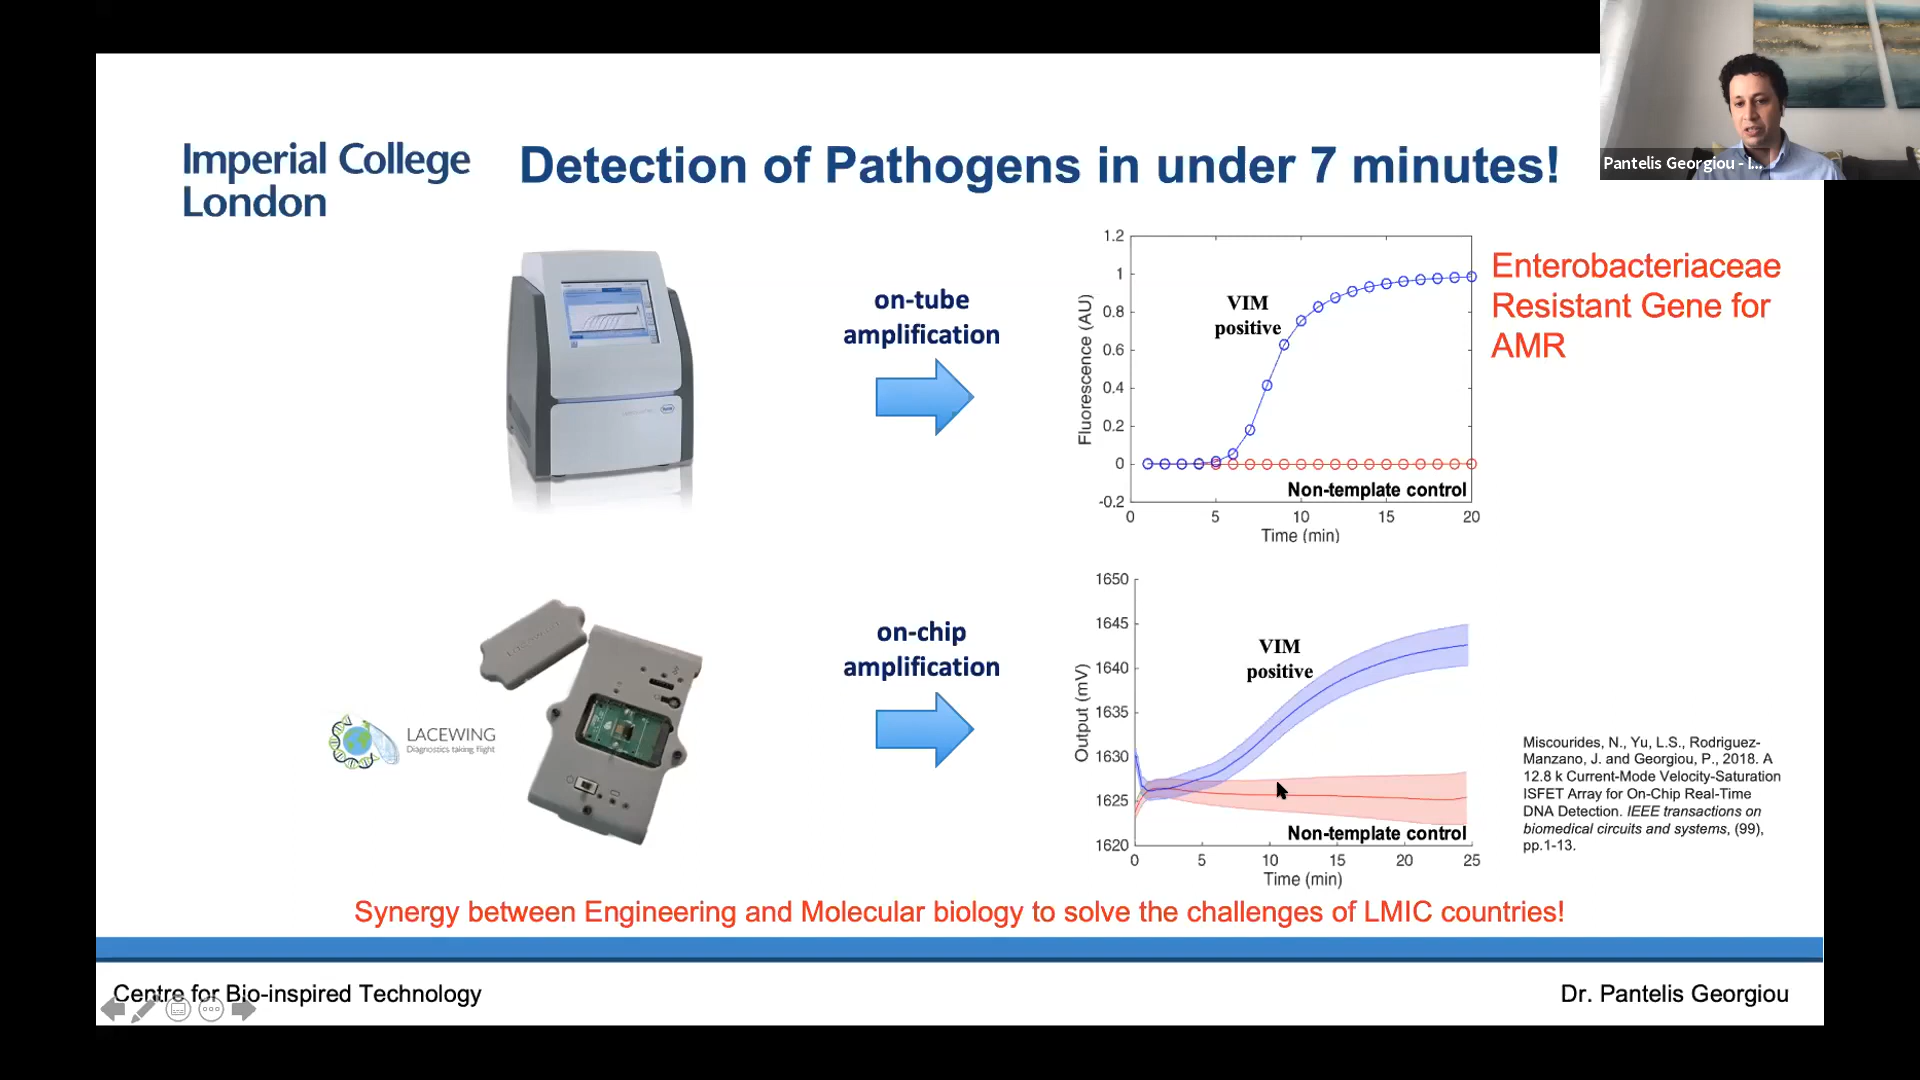 Pantelis Georgiou - I...
Imperial College
London
Detection of Pathogens in under 7 minutes!
on-tube
amplification
1.2
1
0.8
0.6
0.4
0.2
0
-0.2
Fluorescence (AU)
VIM
positive
Non-template control
0 5 10 15 20
Time (min)
Enterobacteriaceae
Resistant Gene for
AMR
LACEWING
Diagnostics taking flight
on-chip
amplification
1650
1645
1640
1635
1630
1625
1620
Output (mV)
VIM
positive
Non-template control
0 5 10 15 20 25
Time (min)
Miscourides, N., Yu, L.S., Rodriguez-
Manzano, J. and Georgiou, P., 2018. A
12.8 k Current-Mode Velocity-Saturation
ISFET Array for On-Chip Real-Time
DNA Detection. IEEE transactions on
biomedical circuits and systems, (99),
pp.1-13.
Synergy between Engineering and Molecular biology to solve the challenges of LMIC countries!
Centre for Bio-inspired Technology
Dr. Pantelis Georgiou